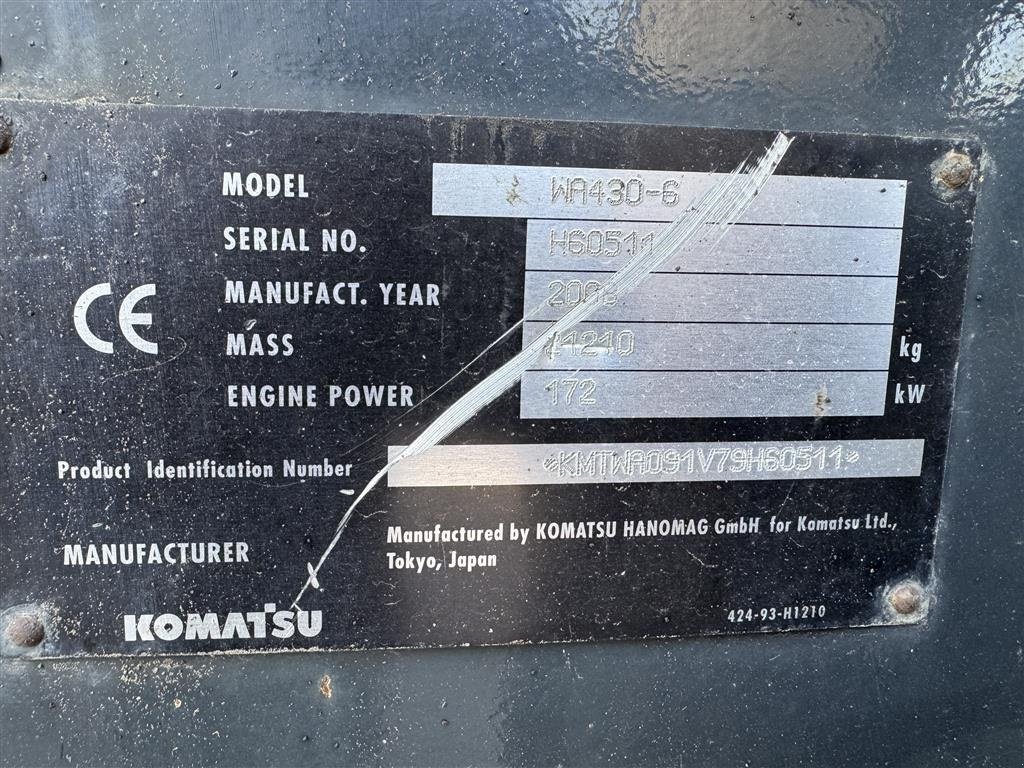 MODEL WA430-6
SERIAL NO. H60511
MANUFACT. YEAR
CE
MASS 21210 kg
ENGINE POWER 172 kW
Product Identification Number *KMTWA091V79H60511*
MANUFACTURER
Manufactured by KOMATSU HANOMAG GmbH for Komatsu Ltd.,
Tokyo, Japan
KOMATSU
424-93-H1210